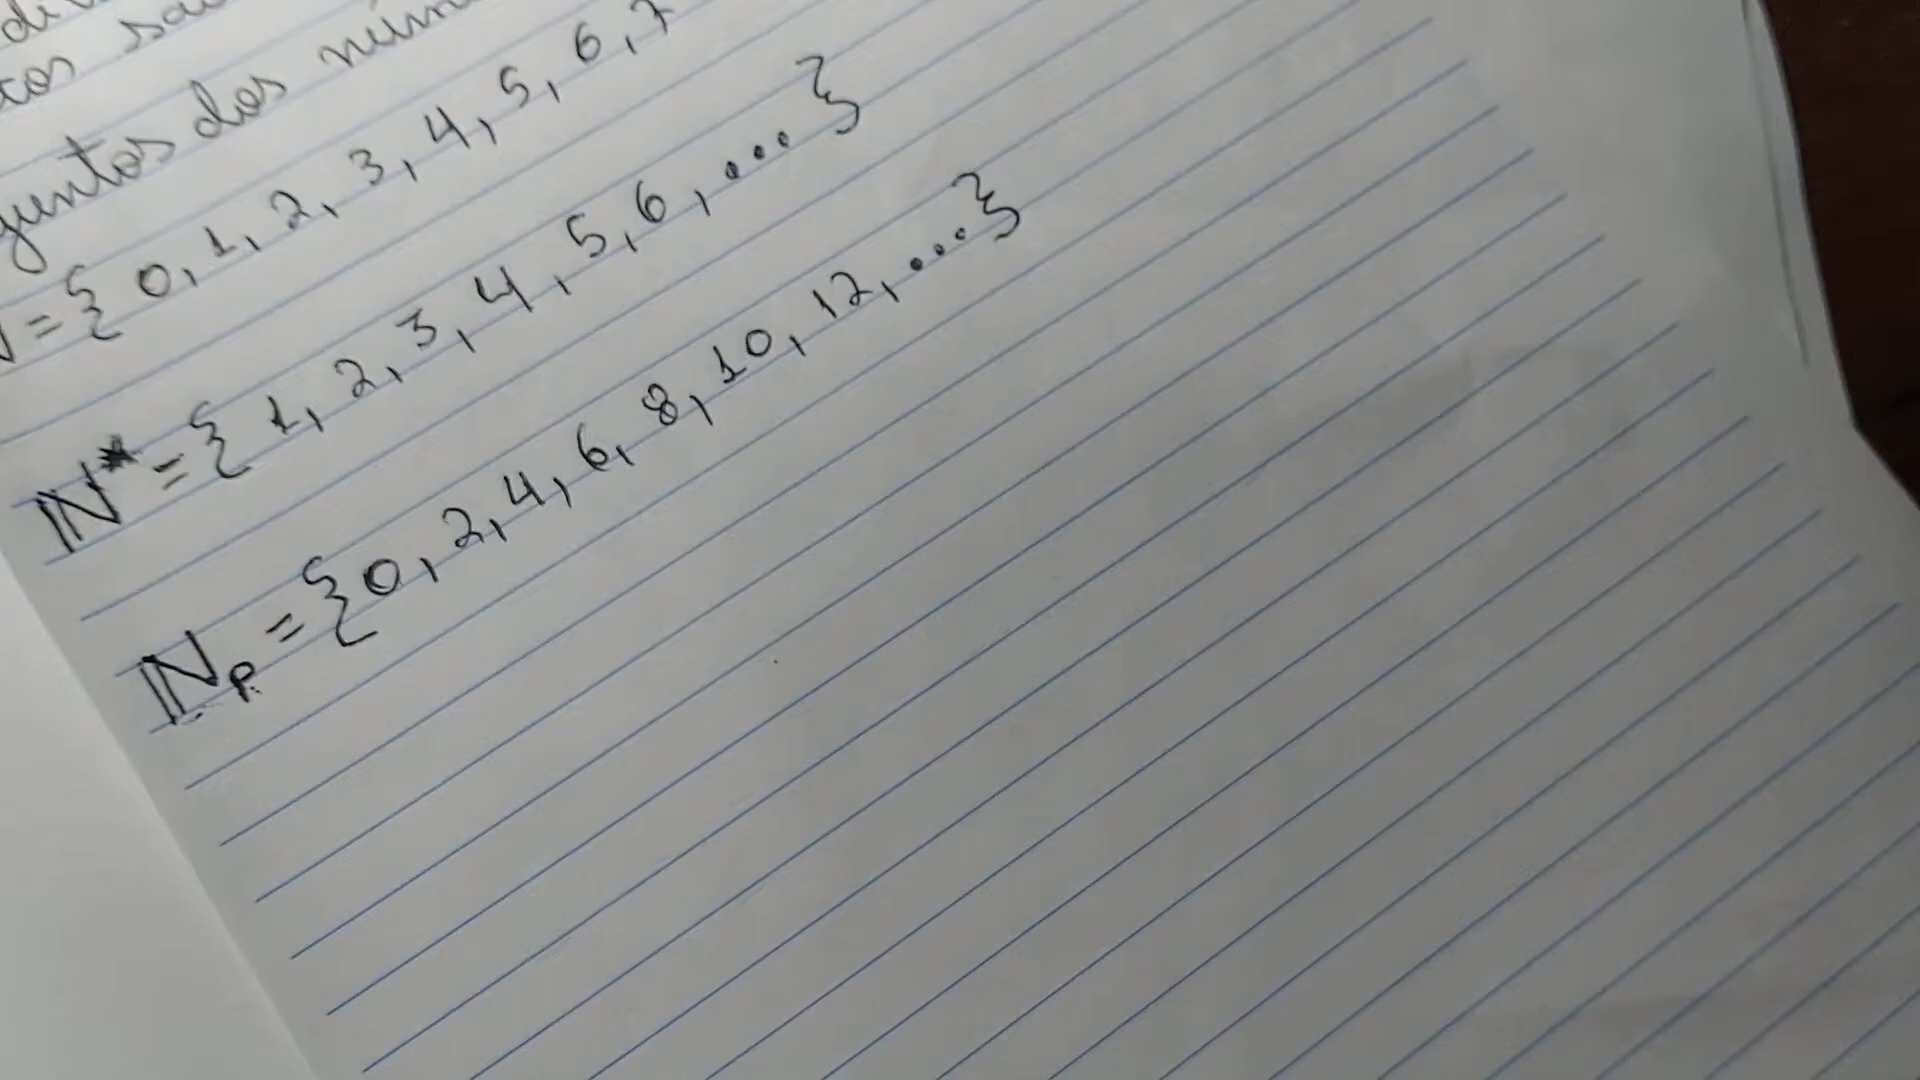 dos
= { 0, 1, 2, 3, 4, 5, 6, 7
ℕ* = { 1, 2, 3, 4, 5, 6, ... }
ℕₚ = {0, 2, 4, 6, 8, 10, 12, ...}